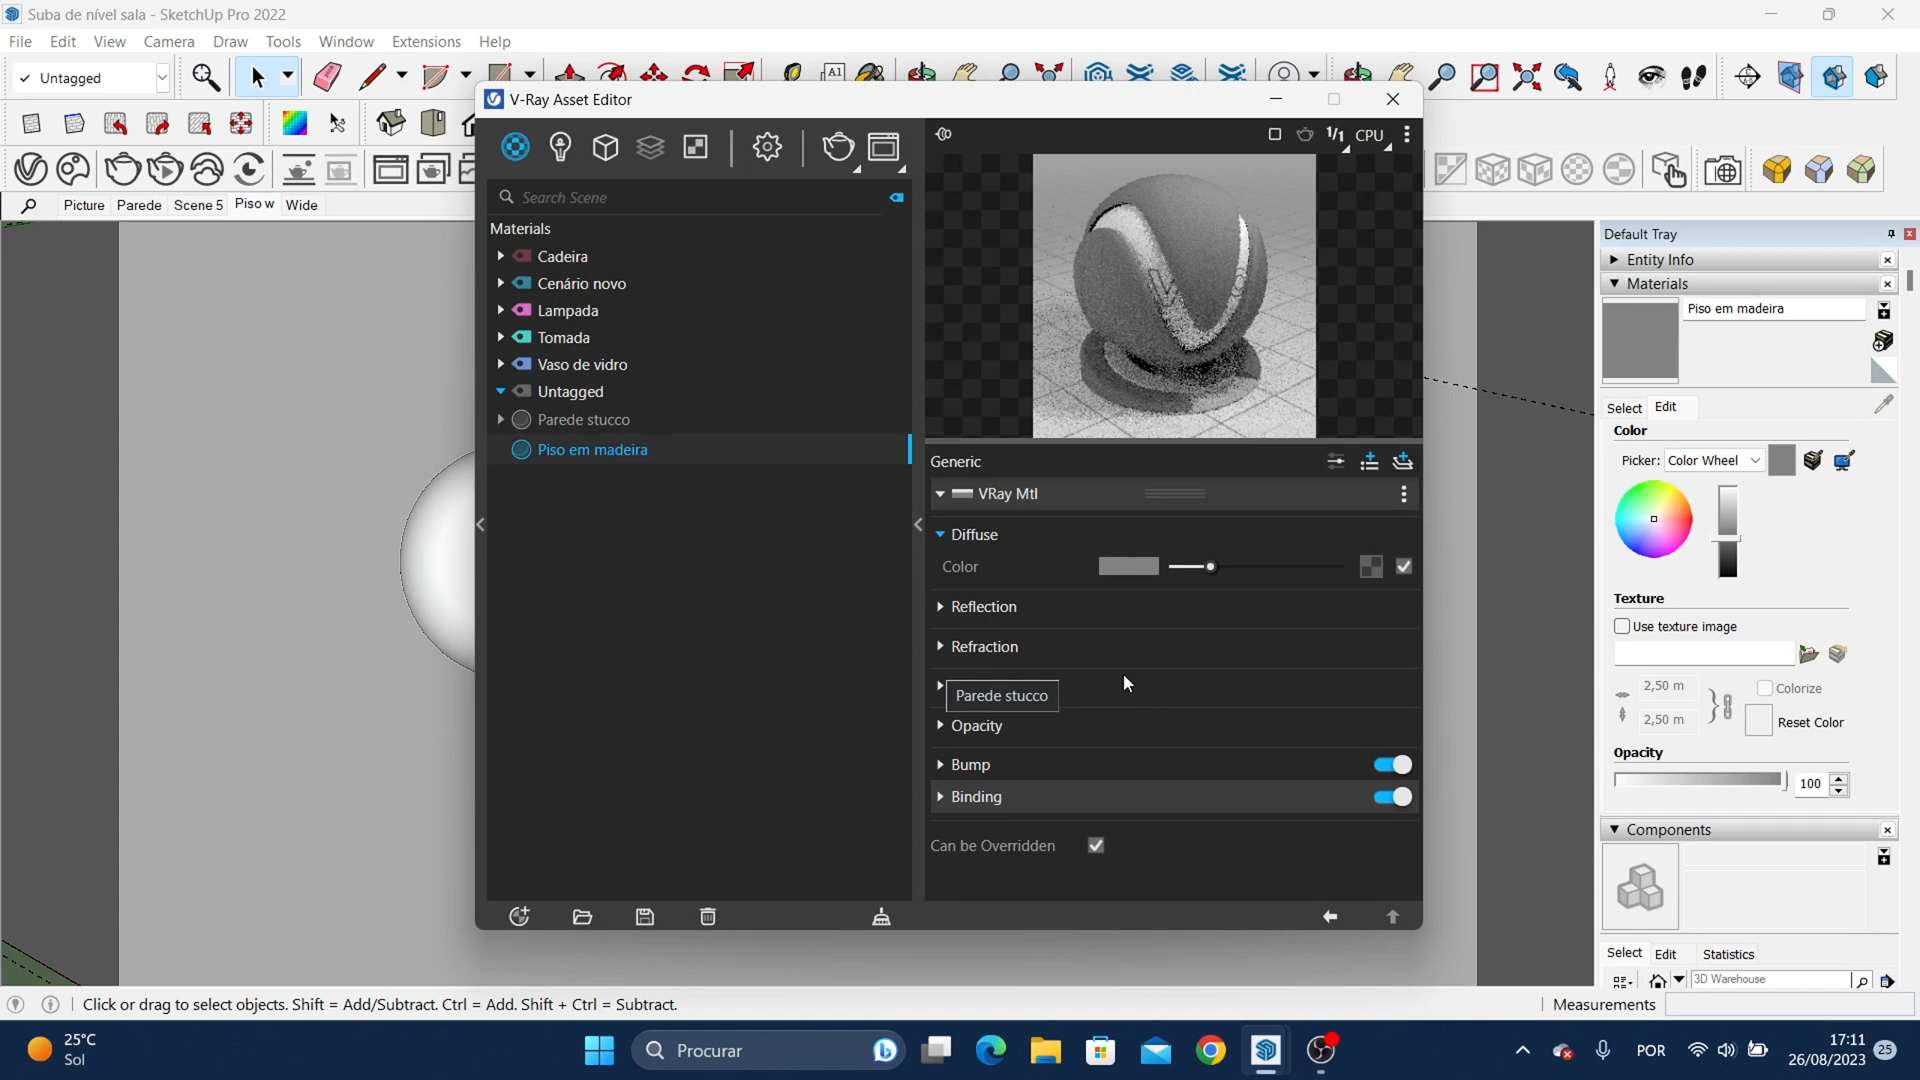 Suba de nível sala - SketchUp Pro 2022
File Edit View Camera Draw Tools Window Extensions Help
Untagged
A1
V-Ray Asset Editor
1/1 CPU
Picture Parede Scene 5 Piso w Wide
Search Scene
Materials
Cadeira
Cenário novo
Lampada
Tomada
Vaso de vidro
Untagged
Parede stucco
Piso em madeira
Generic
VRay Mtl
Diffuse
Color
Reflection
Refraction
Parede stucco
Opacity
Bump
Binding
Can be Overridden
Default Tray
Entity Info
Materials
Piso em madeira
Select Edit
Color
Picker: Color Wheel
Texture
Use texture image
2,50 m Colorize
2,50 m Reset Color
Opacity
100
Components
Select Edit Statistics
3D Warehouse
Click or drag to select objects. Shift = Add/Subtract. Ctrl = Add. Shift + Ctrl = Subtract.
Measurements
25°C
Sol
Procurar
POR
17:11
26/08/2023
25